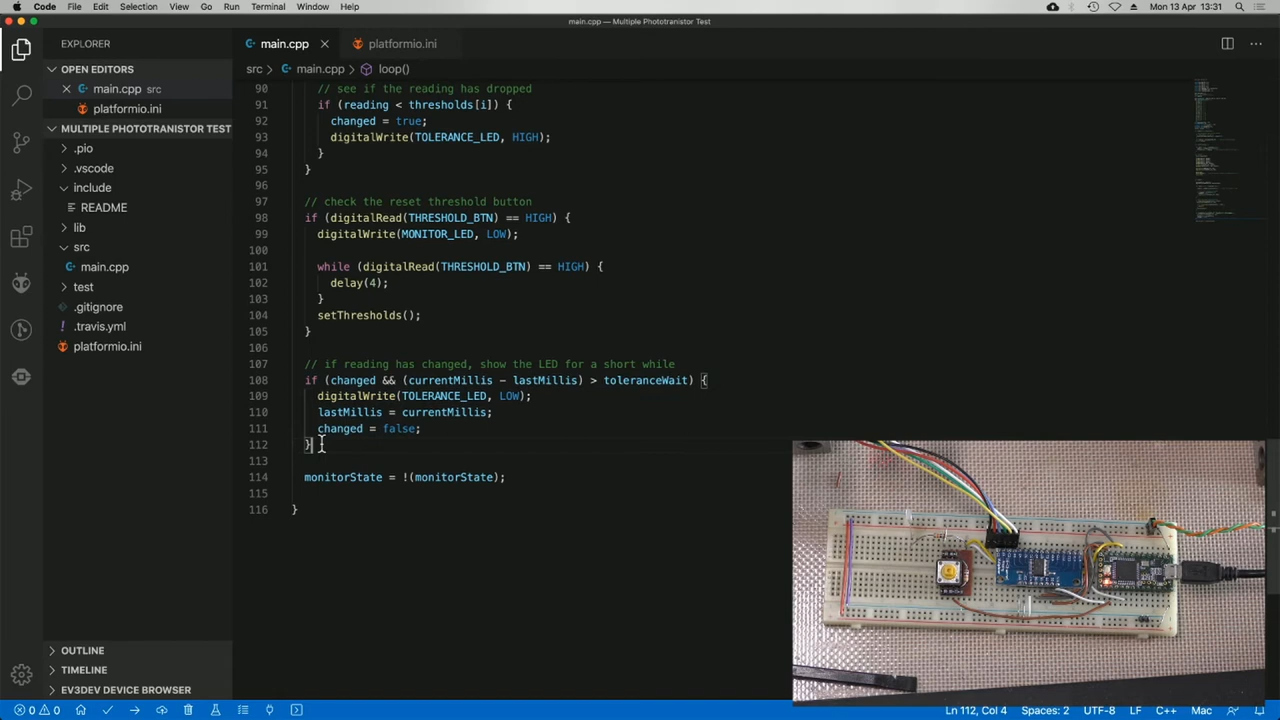 Code File Edit Selection View Go Run Terminal Window Help Mon 13 Apr 13:31
main.cpp — Multiple Phototranistor Test
EXPLORER
OPEN EDITORS
main.cpp src
platformio.ini
MULTIPLE PHOTOTRANISTOR TEST
.pio
.vscode
include
README
lib
src
main.cpp
test
.gitignore
.travis.yml
platformio.ini
OUTLINE
TIMELINE
EV3DEV DEVICE BROWSER
main.cpp platformio.ini
src main.cpp loop()
90 // see if the reading has dropped
91 if (reading < thresholds[i]) {
92 changed = true;
93 digitalWrite(TOLERANCE_LED, HIGH);
94 }
95 }
96
97 // check the reset threshold button
98 if (digitalRead(THRESHOLD_BTN) == HIGH) {
99 digitalWrite(MONITOR_LED, LOW);
100
101 while (digitalRead(THRESHOLD_BTN) == HIGH) {
102 delay(4);
103 }
104 setThresholds();
105 }
106
107 // if reading has changed, show the LED for a short while
108 if (changed && (currentMillis - lastMillis) > toleranceWait) {
109 digitalWrite(TOLERANCE_LED, LOW);
110 lastMillis = currentMillis;
111 changed = false;
112 }
113
114 monitorState = !(monitorState);
115
116 }
0 0 Ln 112, Col 4 Spaces: 2 UTF-8 LF C++ Mac